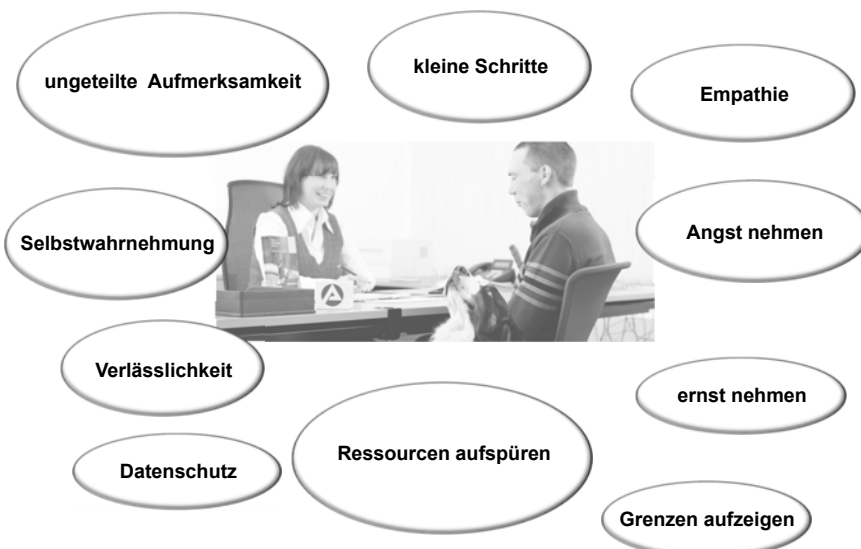 ungeteilte Aufmerksamkeit
kleine Schritte
Empathie
Selbstwahrnehmung
Angst nehmen
Verlässlichkeit
ernst nehmen
Ressourcen aufspüren
Datenschutz
Grenzen aufzeigen